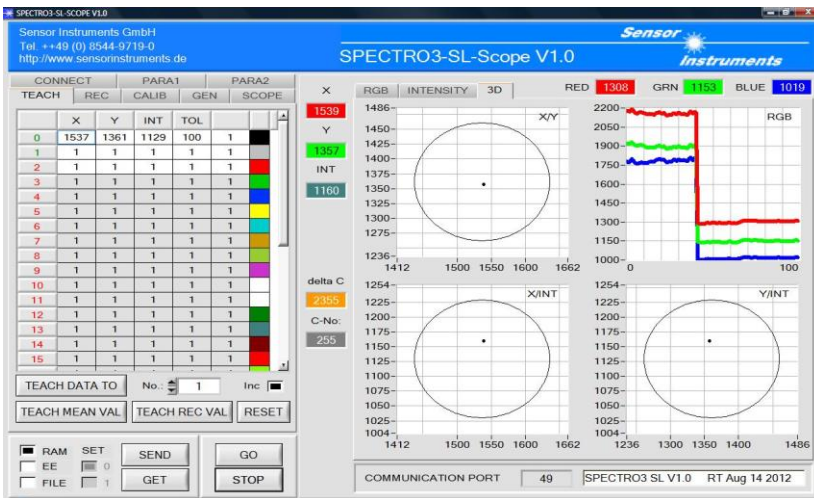 SPECTRO3-SL-SCOPE V1.0
Sensor Instruments GmbH
Tel. ++49 (0) 8544-9719-0
http://www.sensorinstruments.de
SPECTRO3-SL-Scope V1.0
Sensor
Instruments
CONNECT PARA1 PARA2
TEACH REC CALIB GEN SCOPE
X Y INT TOL
0 1537 1361 1129 100 1
1 1 1 1 1 1
2 1 1 1 1 1
3 1 1 1 1 1
4 1 1 1 1 1
5 1 1 1 1 1
6 1 1 1 1 1
7 1 1 1 1 1
8 1 1 1 1 1
9 1 1 1 1 1
10 1 1 1 1 1
11 1 1 1 1 1
12 1 1 1 1 1
13 1 1 1 1 1
14 1 1 1 1 1
15 1 1 1 1 1
TEACH DATA TO No.: 1 Inc
TEACH MEAN VAL TEACH REC VAL RESET
RAM SET SEND GO
EE 0
FILE 1 GET STOP
X
1539
Y
1357
INT
1160
delta C
2355
C-No:
255
RGB INTENSITY 3D RED 1308 GRN 1153 BLUE 1019
X/Y
1486
1450
1425
1400
1375
1350
1325
1300
1275
1236
1412 1500 1550 1600 1662
RGB
2200
2050
1900
1750
1600
1450
1300
1150
1000
0 100
X/INT
1254
1225
1200
1175
1150
1125
1100
1075
1050
1025
1004
1412 1500 1550 1600 1662
Y/INT
1254
1225
1200
1175
1150
1125
1100
1075
1050
1025
1004
1236 1300 1350 1400 1486
COMMUNICATION PORT 49 SPECTRO3 SL V1.0 RT Aug 14 2012